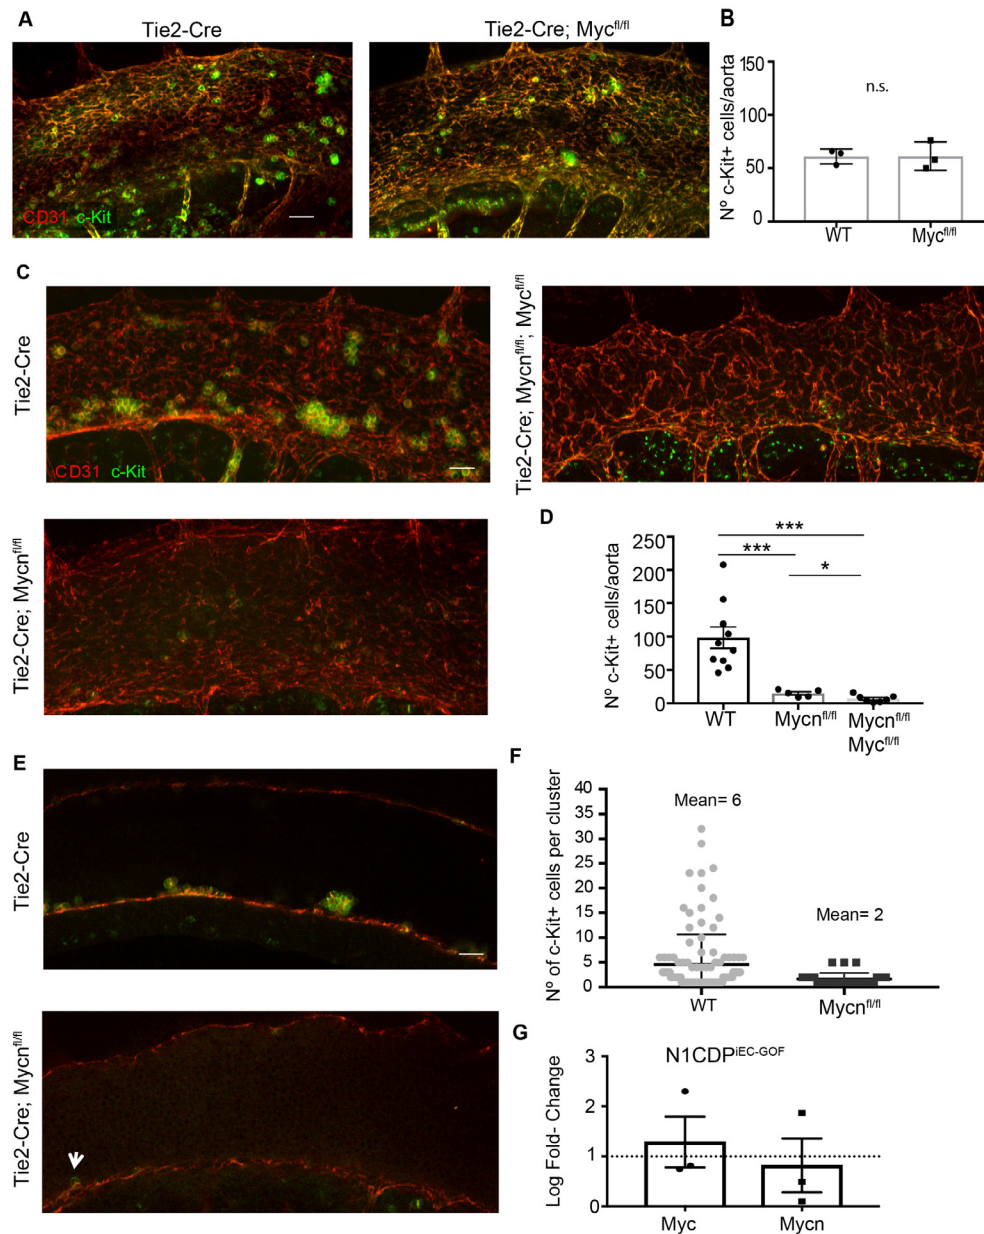 A
Tie2-Cre
Tie2-Cre; Myc^fl/fl
CD31 c-Kit
B
Nº c-Kit+ cells/aorta
150
100
50
0
n.s.
WT
Myc^fl/fl
C
Tie2-Cre
CD31 c-Kit
Tie2-Cre; Mycn^fl/fl; Myc^fl/fl
Tie2-Cre; Mycn^fl/fl
D
Nº c-Kit+ cells/aorta
250
200
150
100
50
0
***
***
*
WT
Mycn^fl/fl
Mycn^fl/fl
Myc^fl/fl
E
Tie2-Cre
Tie2-Cre; Mycn^fl/fl
F
Nº of c-Kit+ cells per cluster
40
35
30
25
20
15
10
5
0
Mean= 6
Mean= 2
WT
Mycn^fl/fl
G
N1CDP^iEC-GOF
Log Fold- Change
3
2
1
0
Myc
Mycn